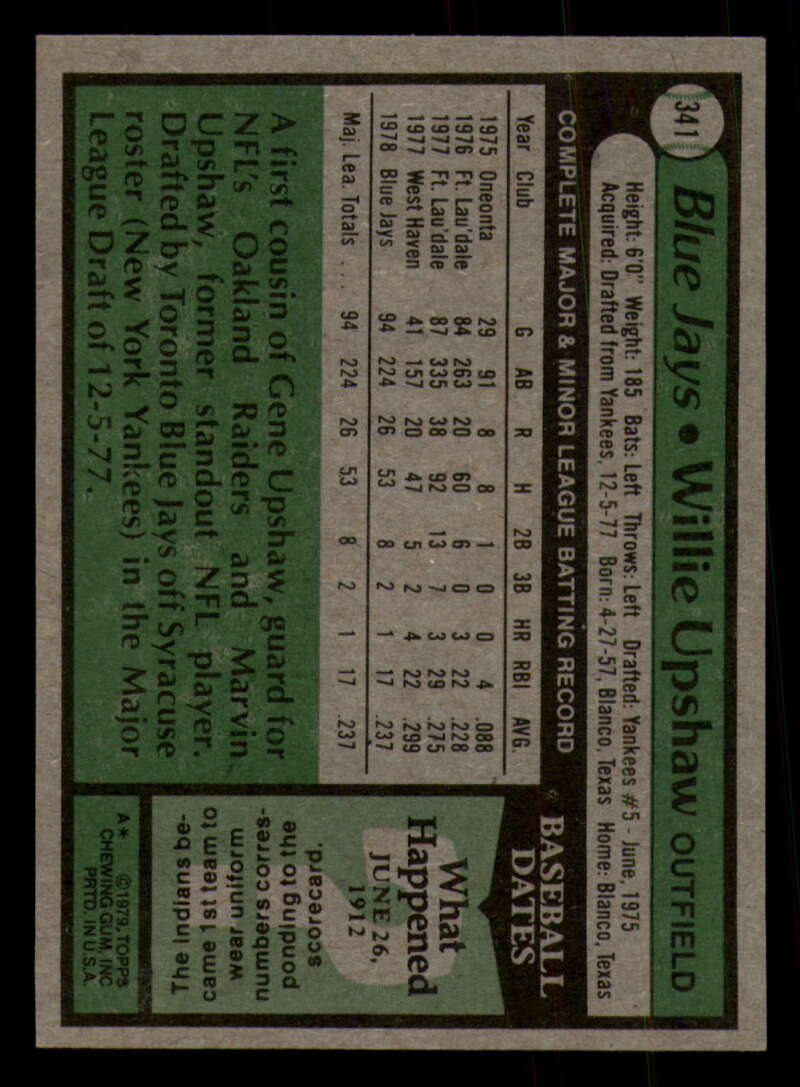 341
Blue Jays • Willie Upshaw OUTFIELD
Height: 6'0" Weight: 185 Bats: Left Throws: Left Drafted: Yankees #5 - June, 1975
Acquired: Drafted from Yankees, 12-5-77 Born: 4-27-57, Blanco, Texas Home: Blanco, Texas
COMPLETE MAJOR & MINOR LEAGUE BATTING RECORD
Year Club G AB R H 2B 3B HR RBI AVG.
1975 Oneonta 29 91 8 8 1 0 0 4 .088
1976 Ft. Lau'dale 84 263 20 60 6 0 3 22 .228
1977 Ft. Lau'dale 87 335 38 92 13 7 3 29 .275
1977 West Haven 41 157 20 47 5 2 4 22 .299
1978 Blue Jays 94 224 26 53 8 2 1 17 .237
Maj. Lea. Totals ... 94 224 26 53 8 2 1 17 .237
A first cousin of Gene Upshaw, guard for
NFL's Oakland Raiders and Marvin
Upshaw, former standout NFL player.
Drafted by Toronto Blue Jays off Syracuse
roster (New York Yankees) in the Major
League Draft of 12-5-77.
BASEBALL
DATES
What
Happened
JUNE 26,
1912
The Indians be-
came 1st team to
wear uniform
numbers corres-
ponding to the
scorecard.
A* ©1979, TOPPS
CHEWING GUM, INC
PRTD. IN U.S.A.